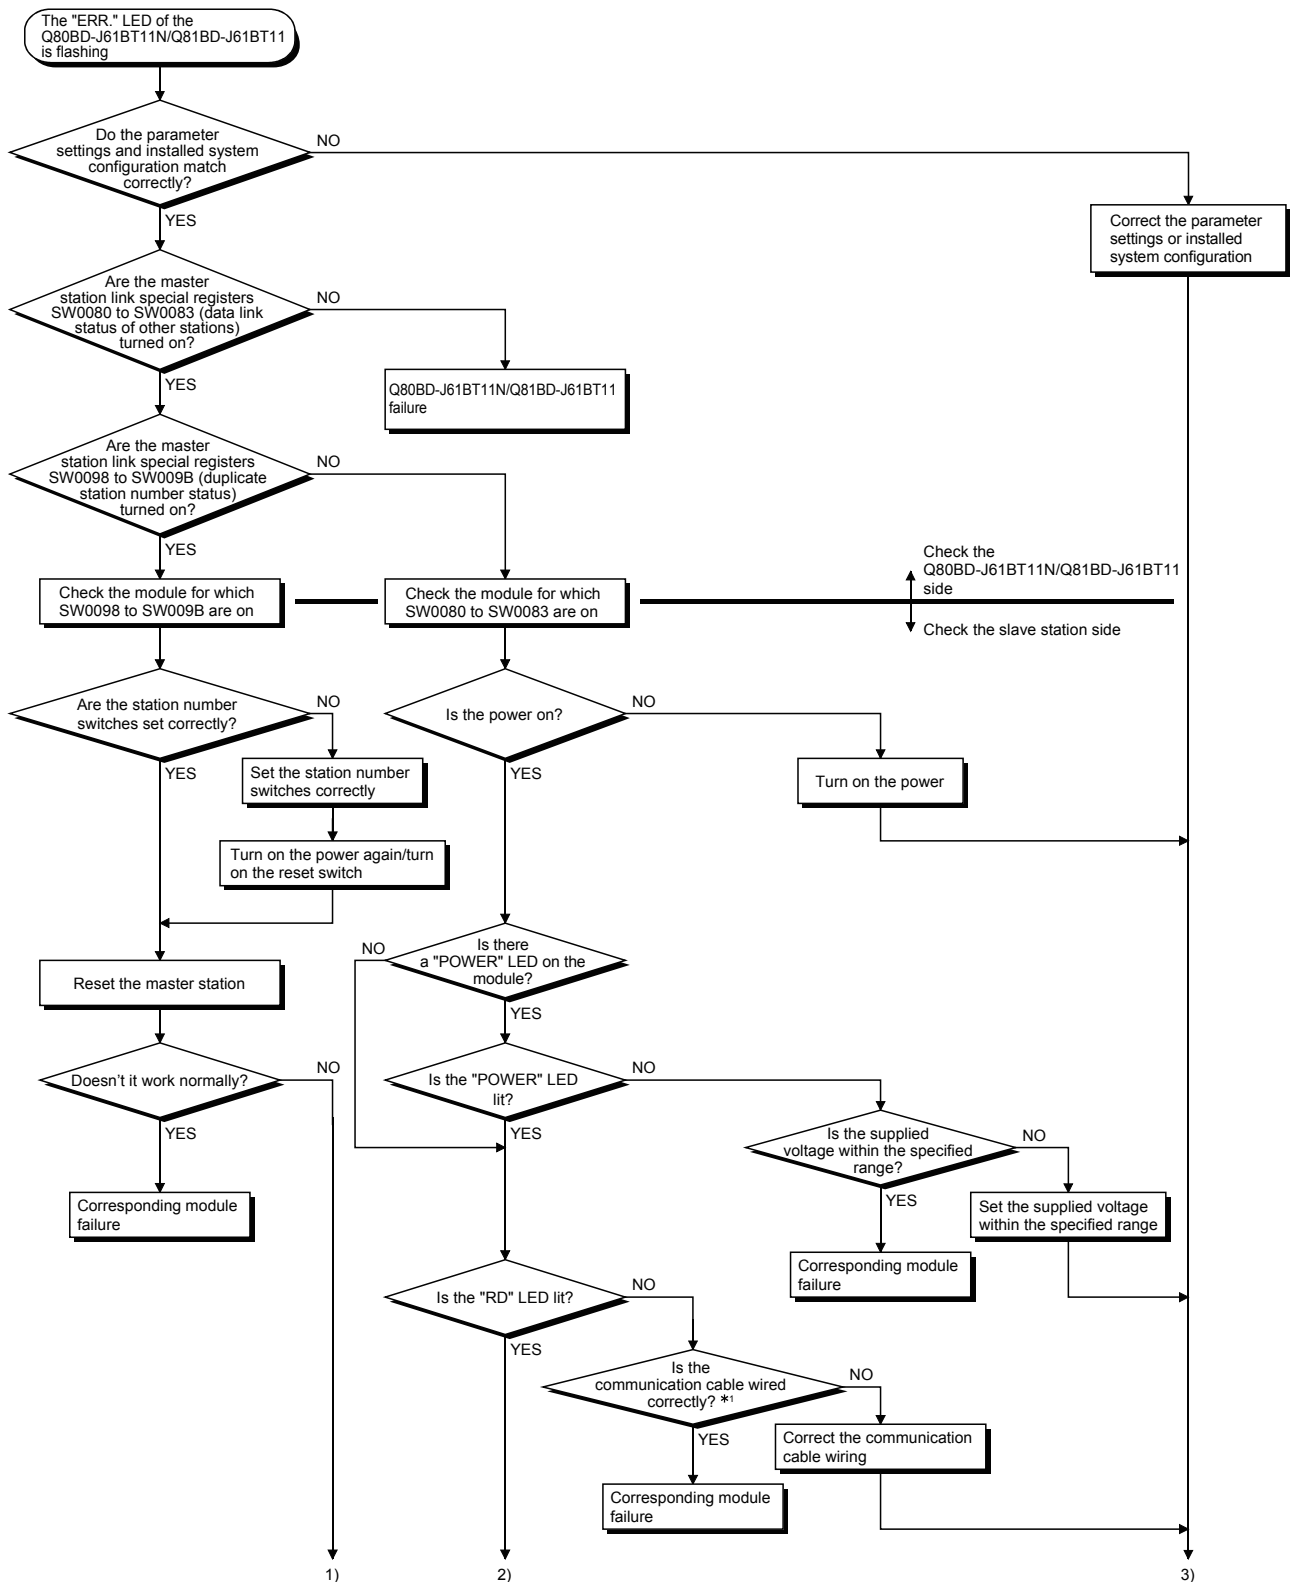 The "ERR." LED of the
Q80BD-J61BT11N/Q81BD-J61BT11
is flashing
Do the parameter
settings and installed system
configuration match
correctly?
NO
YES
Correct the parameter
settings or installed
system configuration
Are the master
station link special registers
SW0080 to SW0083 (data link
status of other stations)
turned on?
NO
YES
Q80BD-J61BT11N/Q81BD-J61BT11
failure
Are the master
station link special registers
SW0098 to SW009B (duplicate
station number status)
turned on?
NO
YES
Check the module for which
SW0098 to SW009B are on
Check the module for which
SW0080 to SW0083 are on
Check the
Q80BD-J61BT11N/Q81BD-J61BT11
side
Check the slave station side
Are the station number
switches set correctly?
NO
YES
Set the station number
switches correctly
Turn on the power again/turn
on the reset switch
Is the power on?
NO
YES
Turn on the power
Reset the master station
Is there
a "POWER" LED on the
module?
NO
YES
Doesn't it work normally?
NO
YES
Corresponding module
failure
Is the "POWER" LED
lit?
NO
YES
Is the supplied
voltage within the specified
range?
NO
YES
Set the supplied voltage
within the specified range
Corresponding module
failure
Is the "RD" LED lit?
NO
YES
Is the
communication cable wired
correctly? *1
NO
YES
Correct the communication
cable wiring
Corresponding module
failure
1)
2)
3)